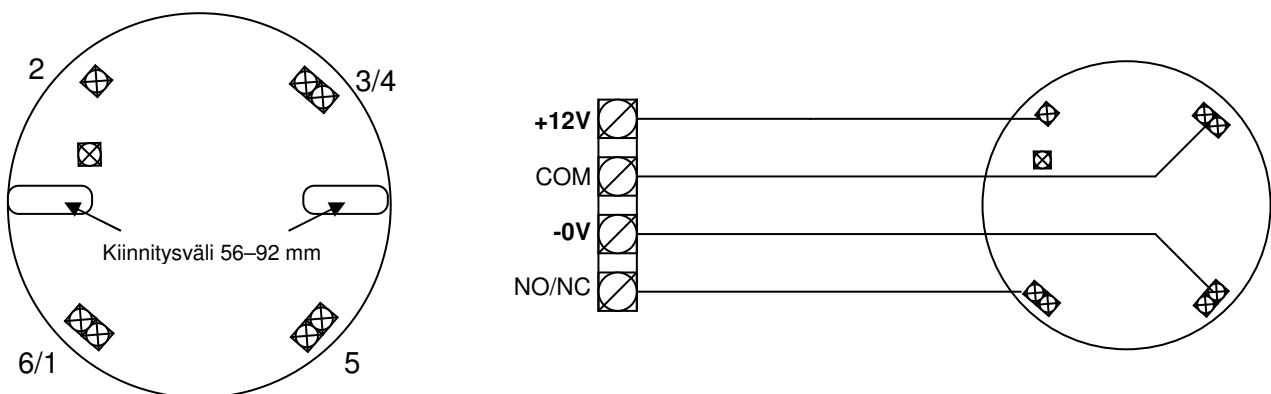 2
3/4
Kiinnitysväli 56–92 mm
6/1
5
+12V
COM
-0V
NO/NC